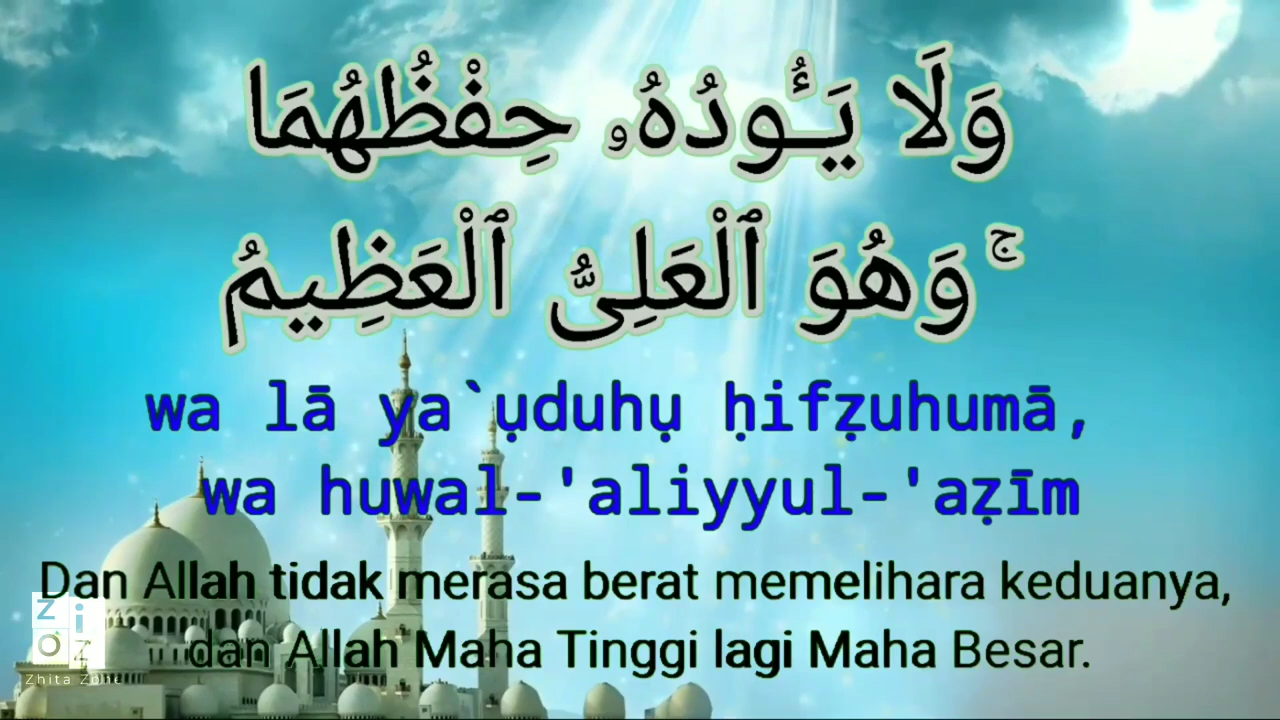 وَلَا يَـُٔودُهُۥ حِفْظُهُمَا
ۚ وَهُوَ ٱلْعَلِىُّ ٱلْعَظِيمُ
wa lā ya`ụduhụ ḥifẓuhumā,
wa huwal-'aliyyul-'aẓīm
Dan Allah tidak merasa berat memelihara keduanya,
dan Allah Maha Tinggi lagi Maha Besar.
Z i
O Z
Zhita Zone